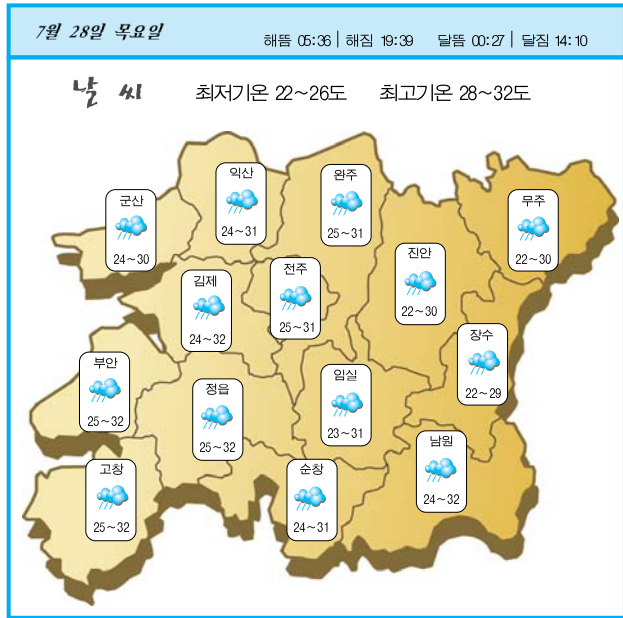 7월 28일 목요일
해뜸 05:36 | 해짐 19:39 달뜸 00:27 | 달짐 14:10
날 씨 최저기온 22~26도 최고기온 28~32도
군산
24~30
익산
24~31
완주
25~31
무주
22~30
김제
24~32
전주
25~31
진안
22~30
장수
22~29
부안
25~32
정읍
25~32
임실
23~31
남원
24~32
고창
25~32
순창
24~31